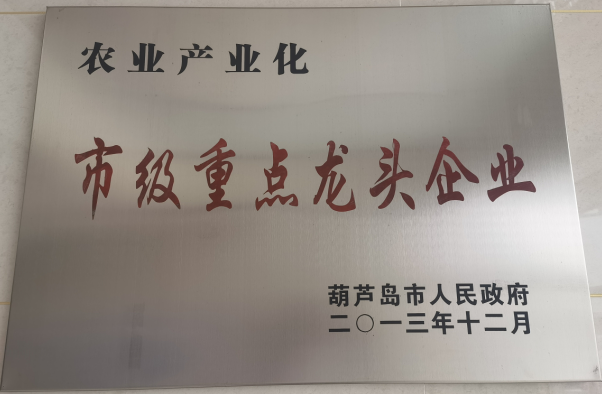 农业产业化
市级重点龙头企业
葫芦岛市人民政府
二〇一三年十二月